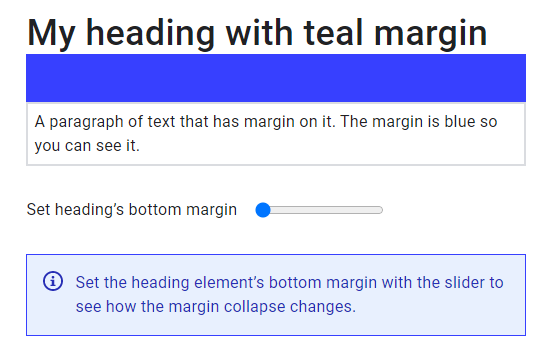 My heading with teal margin
A paragraph of text that has margin on it. The margin is blue so
you can see it.
Set heading’s bottom margin
Set the heading element’s bottom margin with the slider to
see how the margin collapse changes.